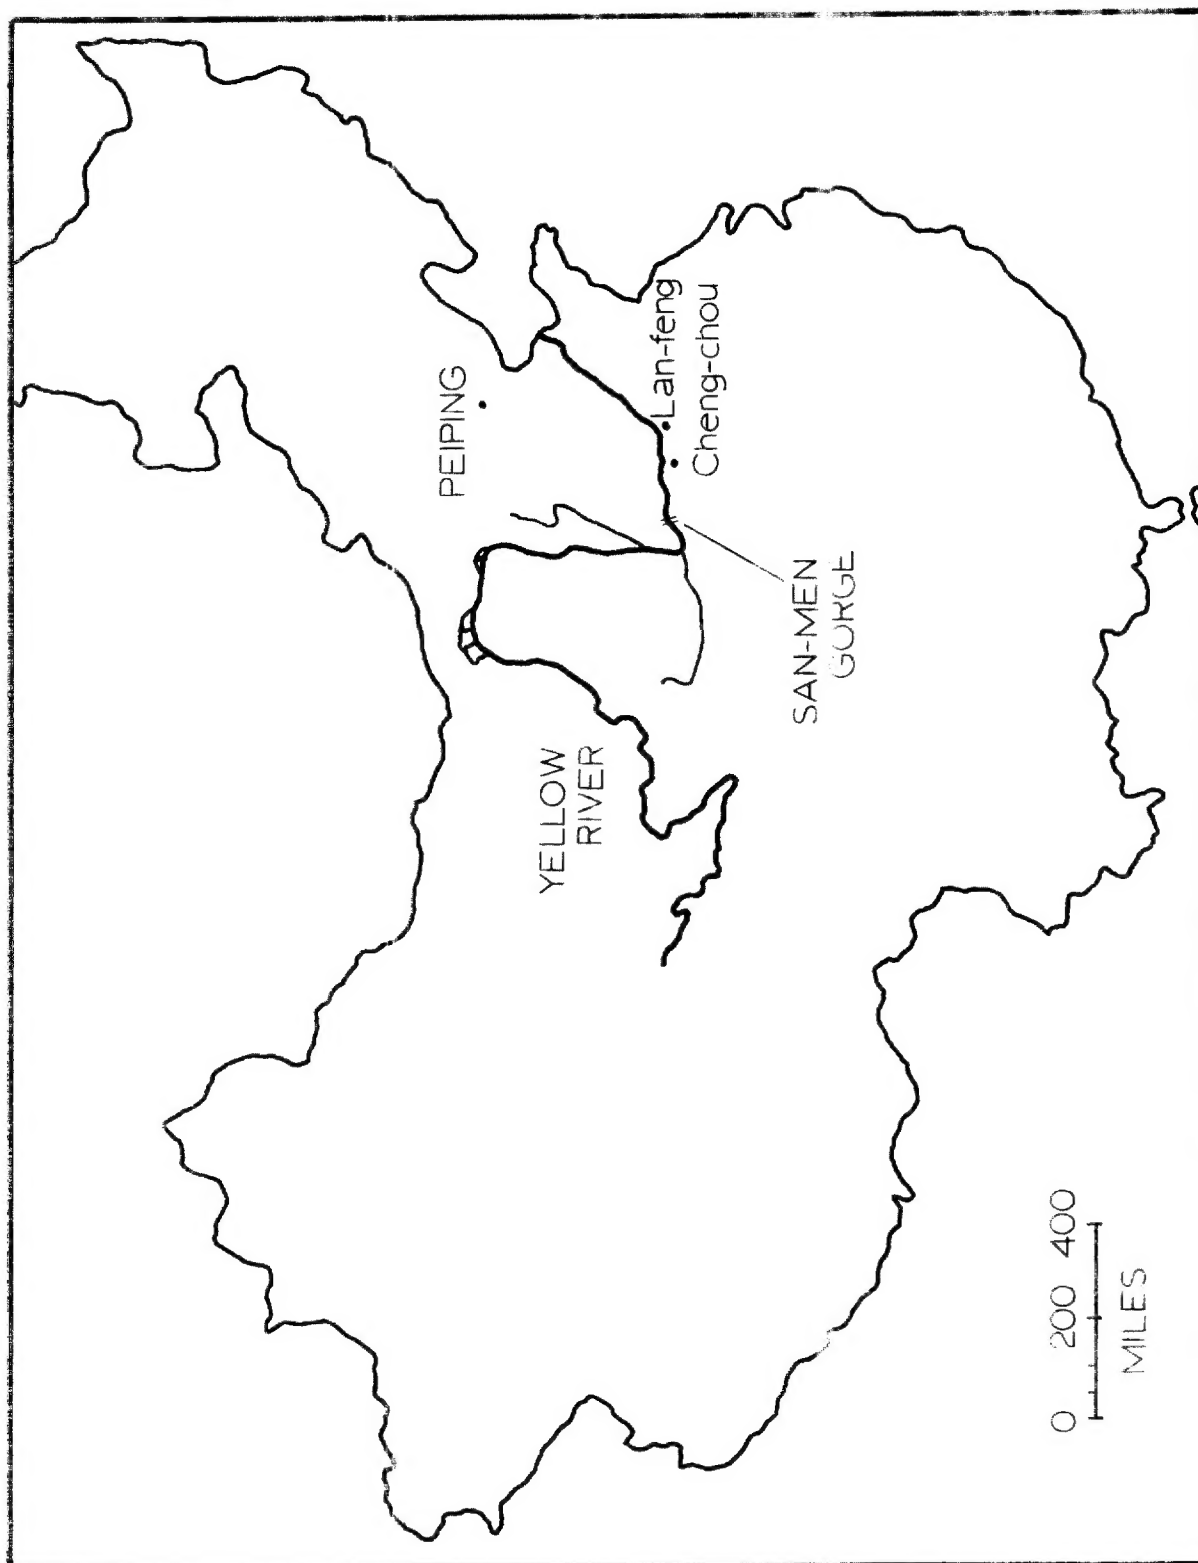 PEIPING
Lan-feng
Cheng-chou
YELLOW
RIVER
SAN-MEN
GORGE
0 200 400
MILES